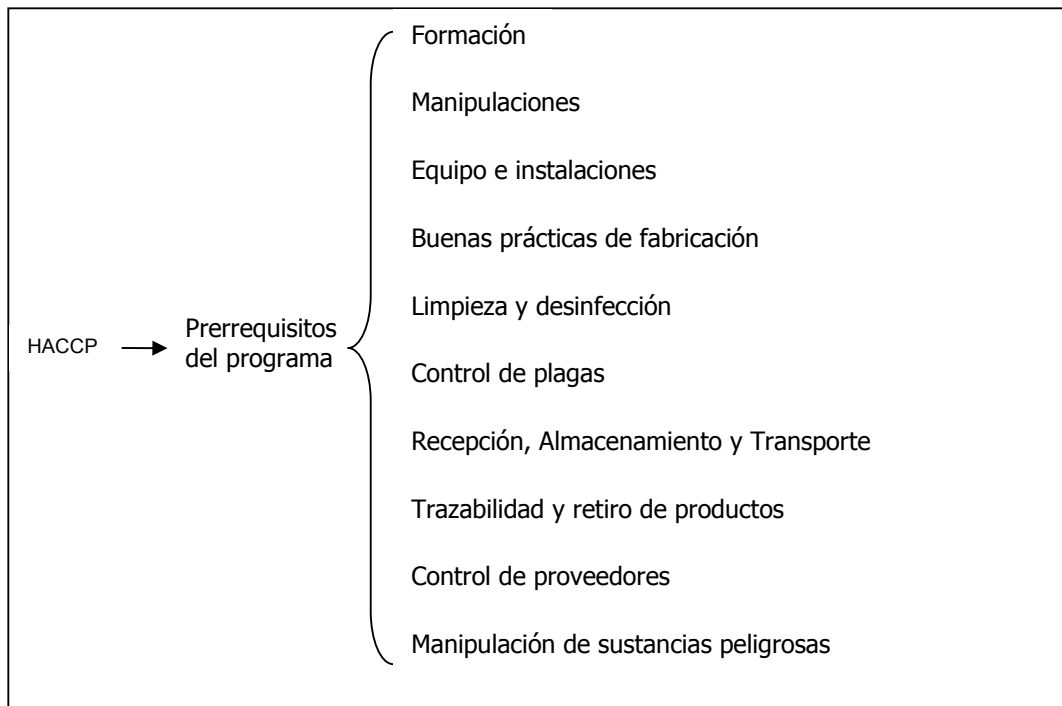 Formación
Manipulaciones
Equipo e instalaciones
Buenas prácticas de fabricación
Limpieza y desinfección
HACCP
Prerrequisitos
del programa
Control de plagas
Recepción, Almacenamiento y Transporte
Trazabilidad y retiro de productos
Control de proveedores
Manipulación de sustancias peligrosas